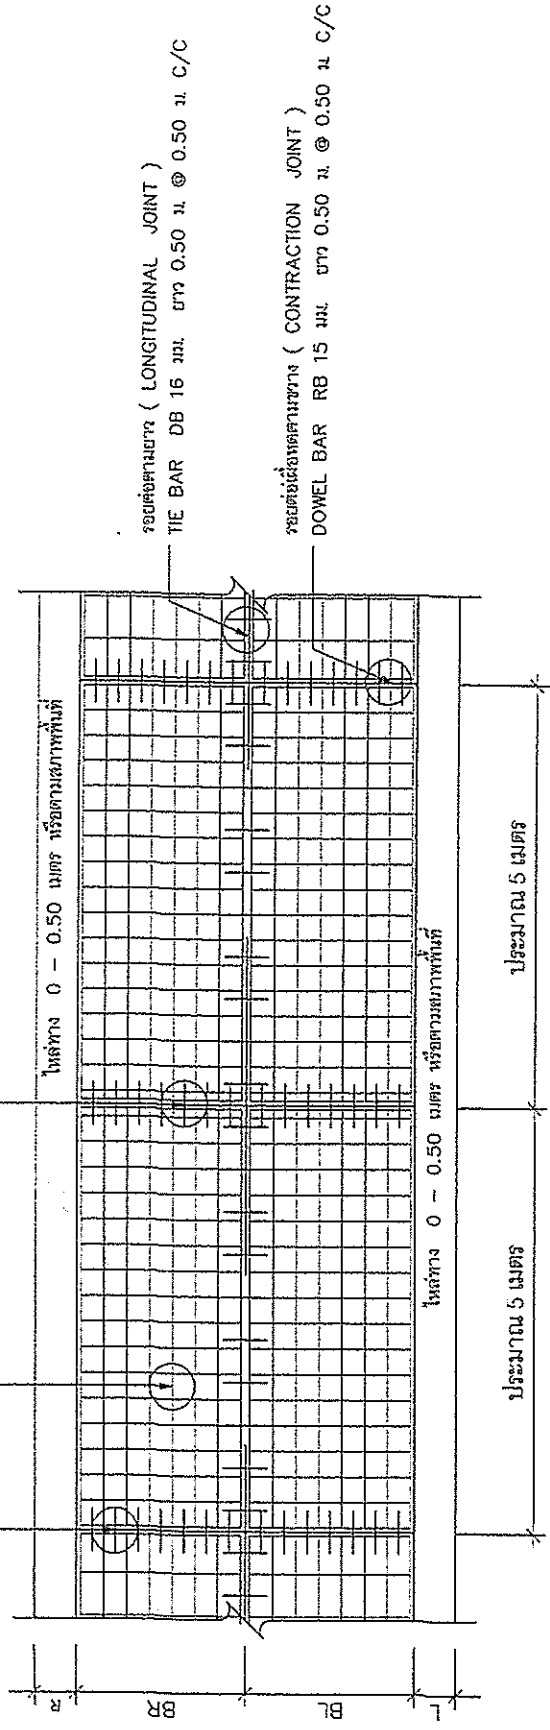 รอยต่อตามยาว ( LONGITUDINAL JOINT )
TIE BAR DB 16 มม. ยาว 0.50 ม. @ 0.50 ม. C/C
รอยต่อเผื่อหดตามขวาง ( CONTRACTION JOINT )
DOWEL BAR RB 15 มม. ยาว 0.50 ม. @ 0.50 ม. C/C
ไหล่ทาง 0 - 0.50 เมตร หรือตามสภาพพื้นที่
ไหล่ทาง 0 - 0.50 เมตร หรือตามสภาพพื้นที่
ประมาณ 5 เมตร
ประมาณ 5 เมตร
R
BR
BL
L